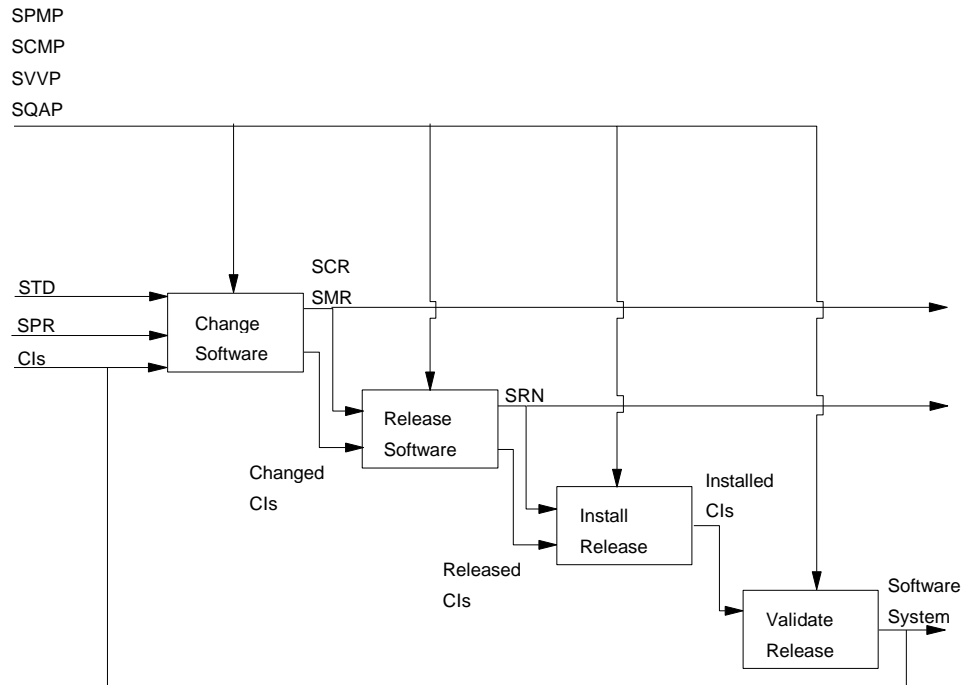 SPMP
SCMP
SVVP
SQAP
SCR
STD
SMR
SPR
Change
Software
CIs
SRN
Release
Software
Changed
CIs
Installed
CIs
Install
Release
Released
CIs
Software
System
Validate
Release